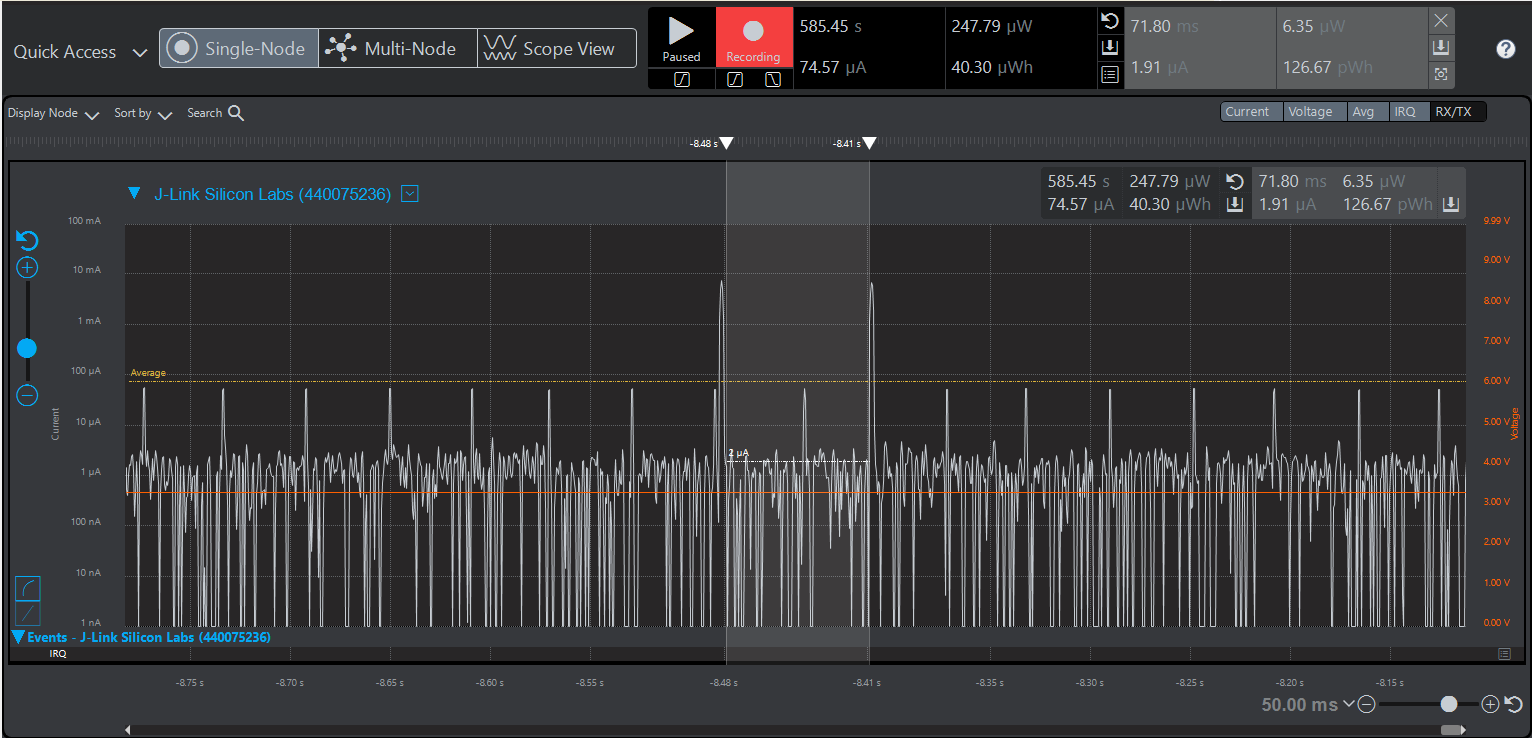 Quick Access Single-Node Multi-Node Scope View
Paused Recording
585.45 s 247.79 µW 71.80 ms 6.35 µW
74.57 µA 40.30 µWh 1.91 µA 126.67 pWh
Display Node Sort by Search Current Voltage Avg IRQ RX/TX
-8.48 s -8.41 s
J-Link Silicon Labs (440075236)
585.45 s 247.79 µW 71.80 ms 6.35 µW
74.57 µA 40.30 µWh 1.91 µA 126.67 pWh
100 mA
10 mA
1 mA
100 µA
10 µA
1 µA
100 nA
10 nA
1 nA
Current
Average
2 µA
9.99 V
9.00 V
8.00 V
7.00 V
6.00 V
5.00 V
4.00 V
3.00 V
2.00 V
1.00 V
0.00 V
Voltage
Events - J-Link Silicon Labs (440075236)
IRQ
-8.75 s -8.70 s -8.65 s -8.60 s -8.55 s -8.48 s -8.41 s -8.35 s -8.30 s -8.25 s -8.20 s -8.15 s
50.00 ms